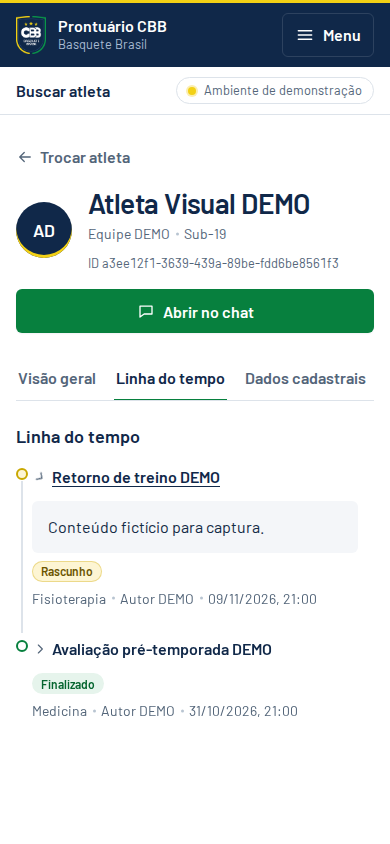 CBB
Prontuário CBB
Basquete Brasil
Menu
Buscar atleta
Ambiente de demonstração
Trocar atleta
AD
Atleta Visual DEMO
Equipe DEMO • Sub-19
ID a3ee12f1-3639-439a-89be-fdd6be8561f3
Abrir no chat
Visão geral
Linha do tempo
Dados cadastrais
Linha do tempo
Retorno de treino DEMO
Conteúdo fictício para captura.
Rascunho
Fisioterapia • Autor DEMO • 09/11/2026, 21:00
Avaliação pré-temporada DEMO
Finalizado
Medicina • Autor DEMO • 31/10/2026, 21:00